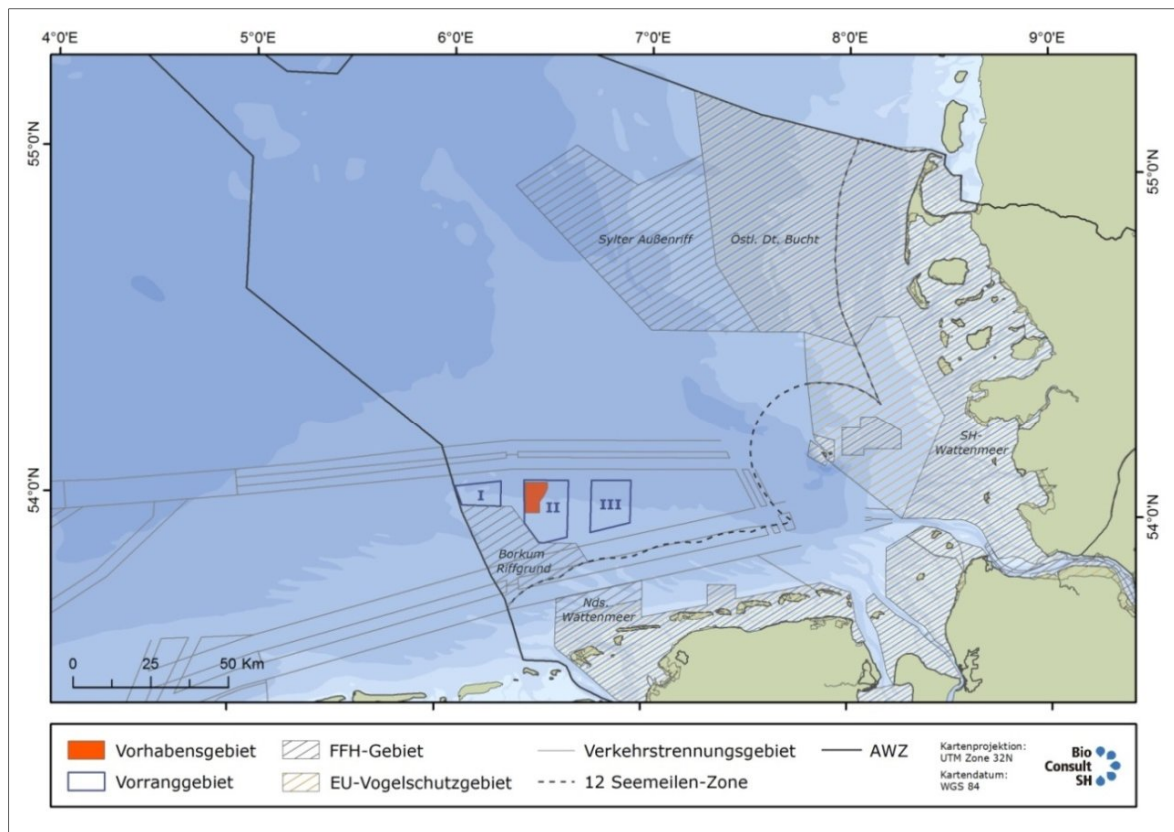 4°0'E 5°0'E 6°0'E 7°0'E 8°0'E 9°0'E
55°0'N
55°0'N
Sylter Außenriff
Östl. Dt. Bucht
SH-
Wattenmeer
54°0'N
54°0'N
I
II
III
Borkum
Riffgrund
Nds.
Wattenmeer
0 25 50 Km
Vorhabensgebiet
Vorranggebiet
FFH-Gebiet
EU-Vogelschutzgebiet
Verkehrstrennungsgebiet
12 Seemeilen-Zone
AWZ
Kartenprojektion:
UTM Zone 32N
Kartendatum:
WGS 84
Bio
Consult
SH